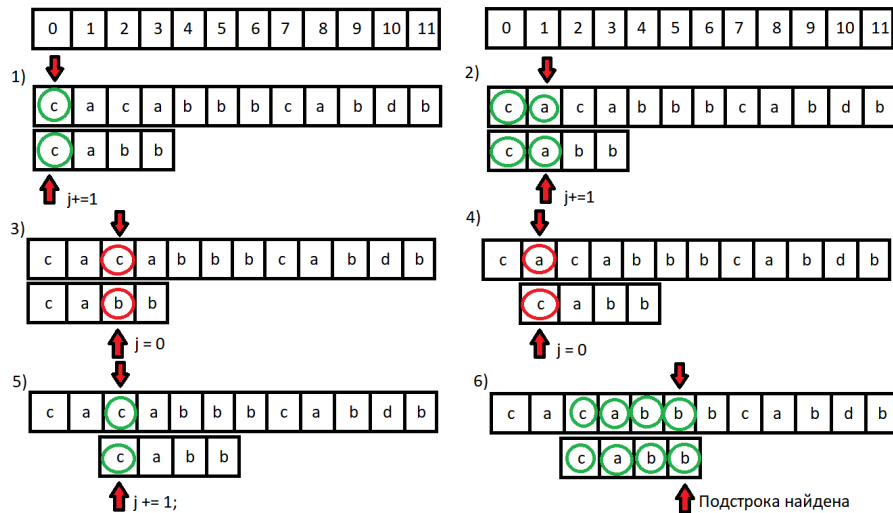 0 1 2 3 4 5 6 7 8 9 10 11
0 1 2 3 4 5 6 7 8 9 10 11
1)
c a c a b b b c a b d b
c a b b
j+=1
2)
c a c a b b b c a b d b
c a b b
j+=1
3)
c a c a b b b c a b d b
c a b b
j = 0
4)
c a c a b b b c a b d b
c a b b
j = 0
5)
c a c a b b b c a b d b
c a b b
j += 1;
6)
c a c a b b b c a b d b
c a b b
Подстрока найдена